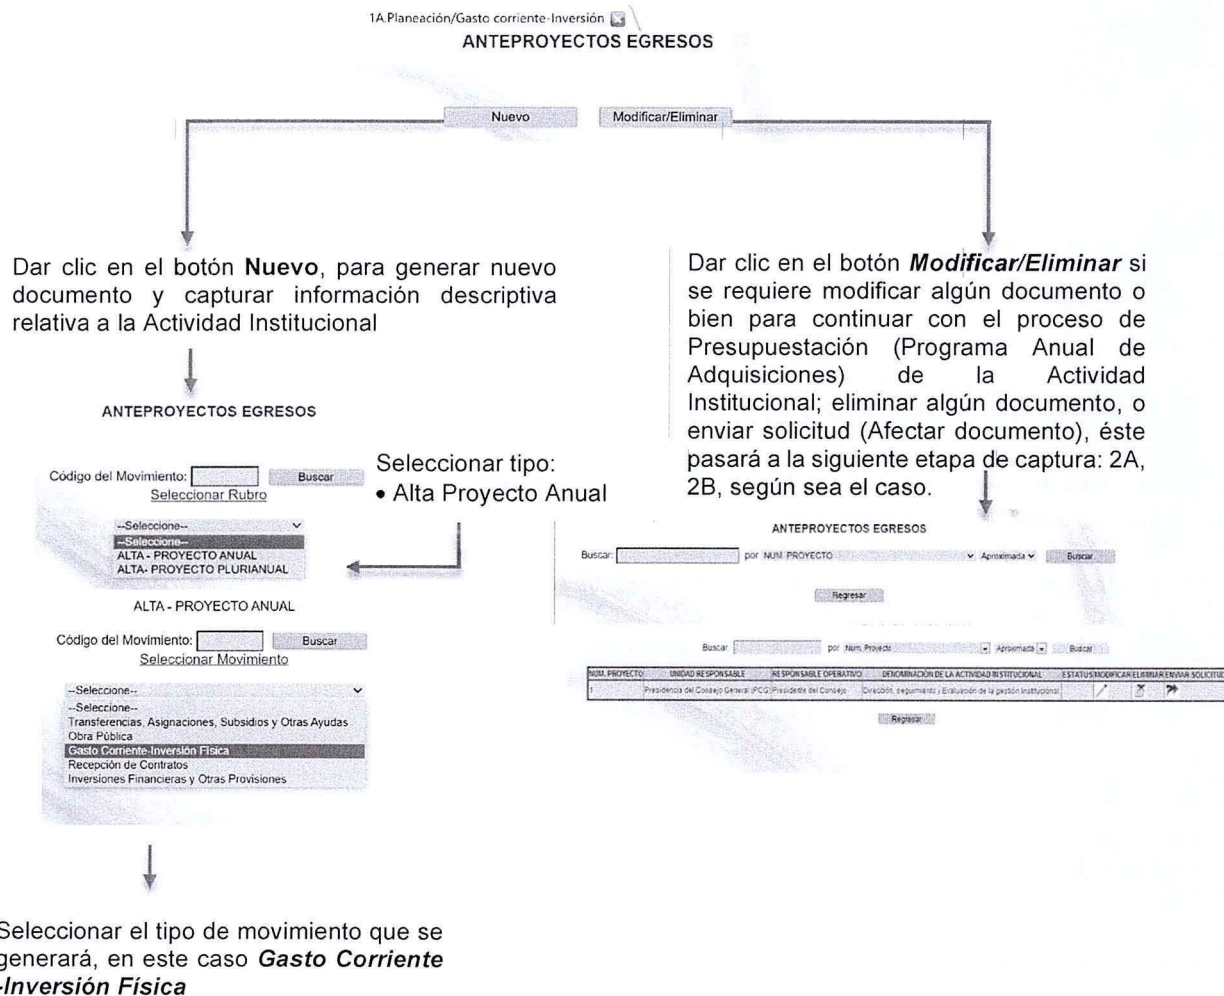 1A.Planeación/Gasto corriente-Inversión
ANTEPROYECTOS EGRESOS
Nuevo
Modificar/Eliminar
Dar clic en el botón Nuevo, para generar nuevo
documento y capturar información descriptiva
relativa a la Actividad Institucional
ANTEPROYECTOS EGRESOS
Código del Movimiento:
Buscar
Seleccionar Rubro
--Seleccione--
--Seleccione--
ALTA - PROYECTO ANUAL
ALTA- PROYECTO PLURIANUAL
Seleccionar tipo:
• Alta Proyecto Anual
ALTA - PROYECTO ANUAL
Código del Movimiento:
Buscar
Seleccionar Movimiento
--Seleccione--
--Seleccione--
Transferencias, Asignaciones, Subsidios y Otras Ayudas
Obra Pública
Gasto Corriente-Inversión Física
Recepción de Contratos
Inversiones Financieras y Otras Provisiones
Seleccionar el tipo de movimiento que se
generará, en este caso Gasto Corriente
-Inversión Física
Dar clic en el botón Modificar/Eliminar si
se requiere modificar algún documento o
bien para continuar con el proceso de
Presupuestación (Programa Anual de
Adquisiciones) de la Actividad
Institucional; eliminar algún documento, o
enviar solicitud (Afectar documento), éste
pasará a la siguiente etapa de captura: 2A,
2B, según sea el caso.
ANTEPROYECTOS EGRESOS
Buscar: por NUM. PROYECTO Aproximada Buscar
Regresar
Buscar: por Num. Proyecto Aproximada Buscar
NUM. PROYECTO UNIDAD RESPONSABLE RESPONSABLE OPERATIVO DENOMINACIÓN DE LA ACTIVIDAD INSTITUCIONAL ESTATUS MODIFICAR ELIMINAR ENVIAR SOLICITUD
1 Presidencia del Consejo General (PCG) Presidente del Consejo Dirección, seguimiento y Evaluación de la gestión Institucional
Regresar